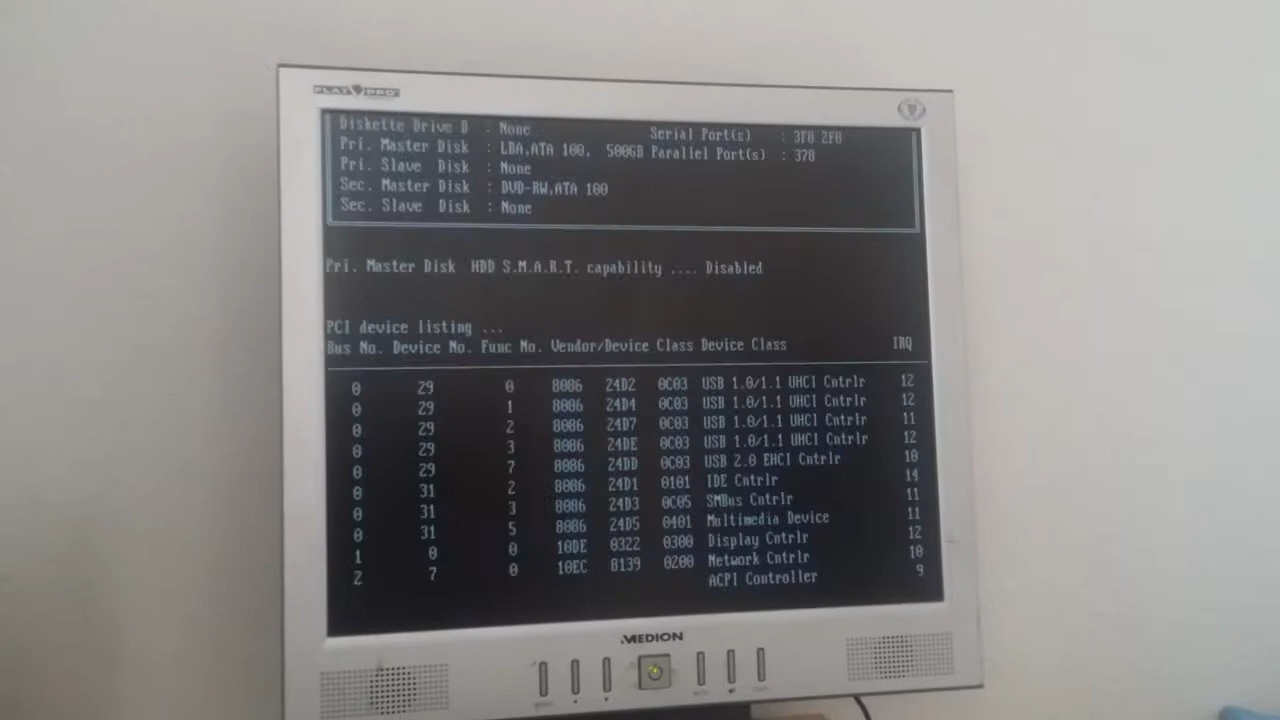 FLAT PRO
Diskette Drive B : None Serial Port(s) : 3F8 2F8
Pri. Master Disk : LBA,ATA 100, 500GB Parallel Port(s) : 378
Pri. Slave Disk : None
Sec. Master Disk : DVD-RW,ATA 100
Sec. Slave Disk : None
Pri. Master Disk HDD S.M.A.R.T. capability .... Disabled
PCI device listing ...
Bus No. Device No. Func No. Vendor/Device Class Device Class IRQ
0 29 0 8086 24D2 0C03 USB 1.0/1.1 UHCI Cntrlr 12
0 29 1 8086 24D4 0C03 USB 1.0/1.1 UHCI Cntrlr 12
0 29 2 8086 24D7 0C03 USB 1.0/1.1 UHCI Cntrlr 11
0 29 3 8086 24DE 0C03 USB 1.0/1.1 UHCI Cntrlr 12
0 29 7 8086 24DD 0C03 USB 2.0 EHCI Cntrlr 10
0 31 2 8086 24D1 0101 IDE Cntrlr 14
0 31 3 8086 24D3 0C05 SMBus Cntrlr 11
0 31 5 8086 24D5 0401 Multimedia Device 11
1 0 0 10DE 0322 0300 Display Cntrlr 12
2 7 0 10EC 8139 0200 Network Cntrlr 10
ACPI Controller 9
MEDION